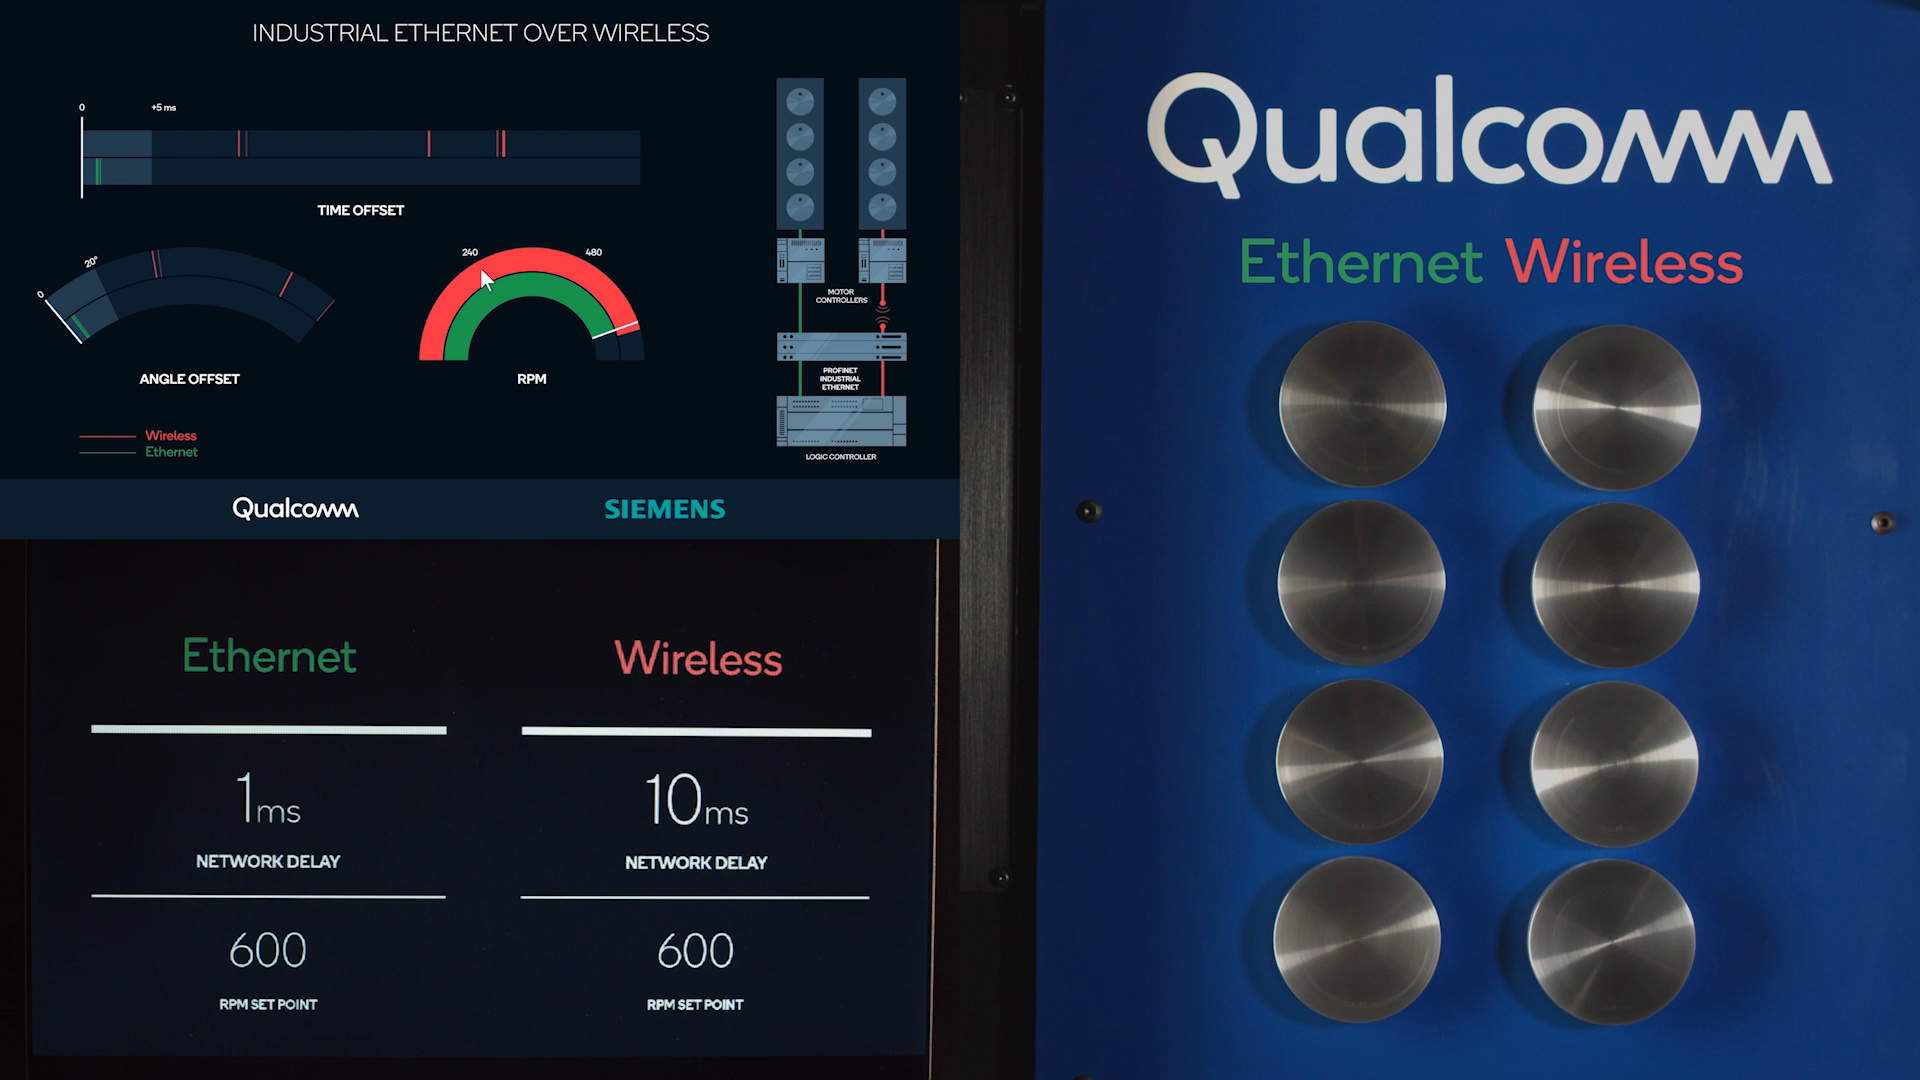 INDUSTRIAL ETHERNET OVER WIRELESS
0
+5 ms
TIME OFFSET
0
20°
ANGLE OFFSET
240
480
RPM
Wireless
Ethernet
MOTOR
CONTROLLERS
PROFINET
INDUSTRIAL
ETHERNET
LOGIC CONTROLLER
Qualcomm
SIEMENS
Ethernet
1ms
NETWORK DELAY
600
RPM SET POINT
Wireless
10ms
NETWORK DELAY
600
RPM SET POINT
Qualcomm
Ethernet Wireless